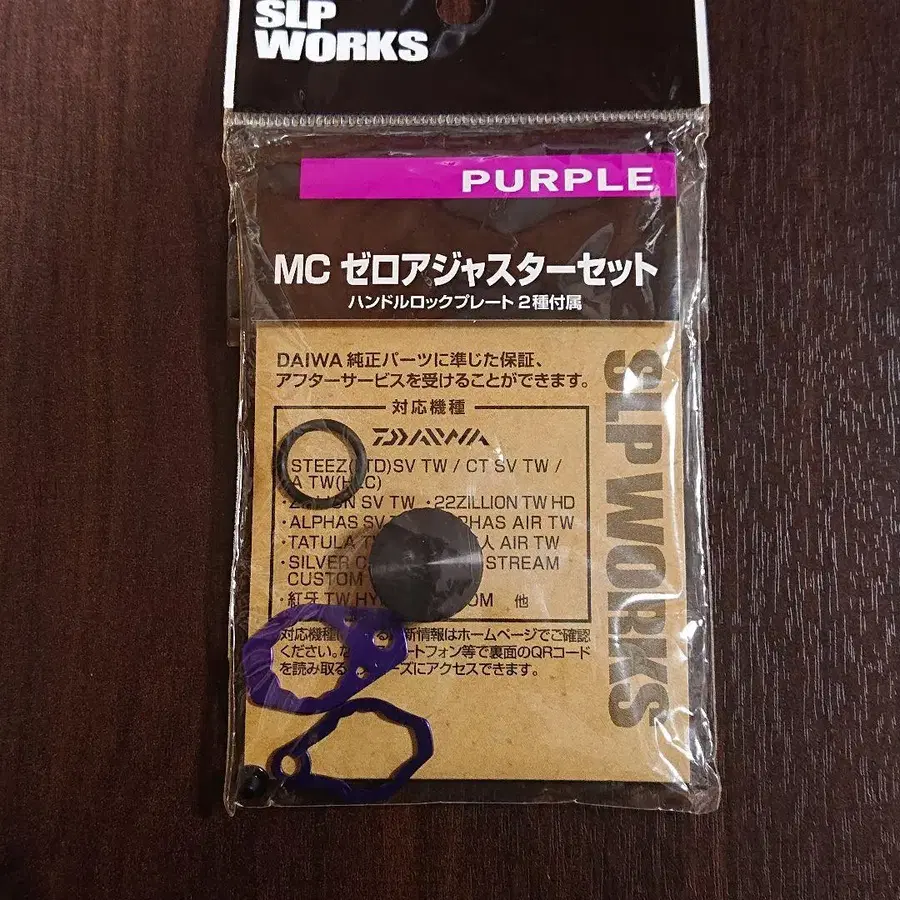 SLP
WORKS
PURPLE
MC ゼロアジャスターセット
ハンドルロックプレート2種付属
DAIWA 純正パーツに準じた保証、
アフターサービスを受けることができます。
対応機種
DAIWA
STEEZ( TD)SV TW / CT SV TW /
A TW(H C)
SV TW ・22ZILLION TW HD
・ALPHAS SV AIR TW
・TATULA 人 AIR TW
・SILVER STREAM
CUSTOM
・紅牙 TW, 他
対応機種 新情報はホームページでご確認
ください。 ートフォン等で裏面のQRコード
を読み取る ーズにアクセスできます。
SLPWORKS